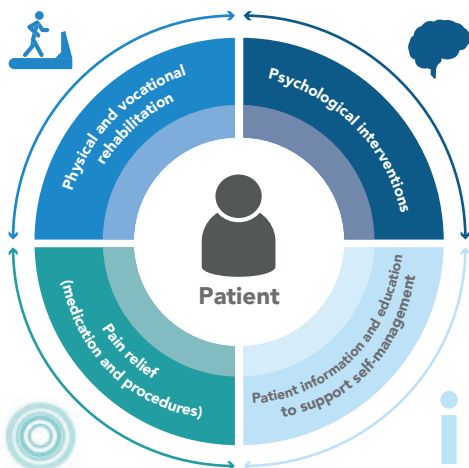 Physical and vocational
rehabilitation
Psychological interventions
Patient
Pain relief
(medication and procedures)
Patient information and education
to support self-management